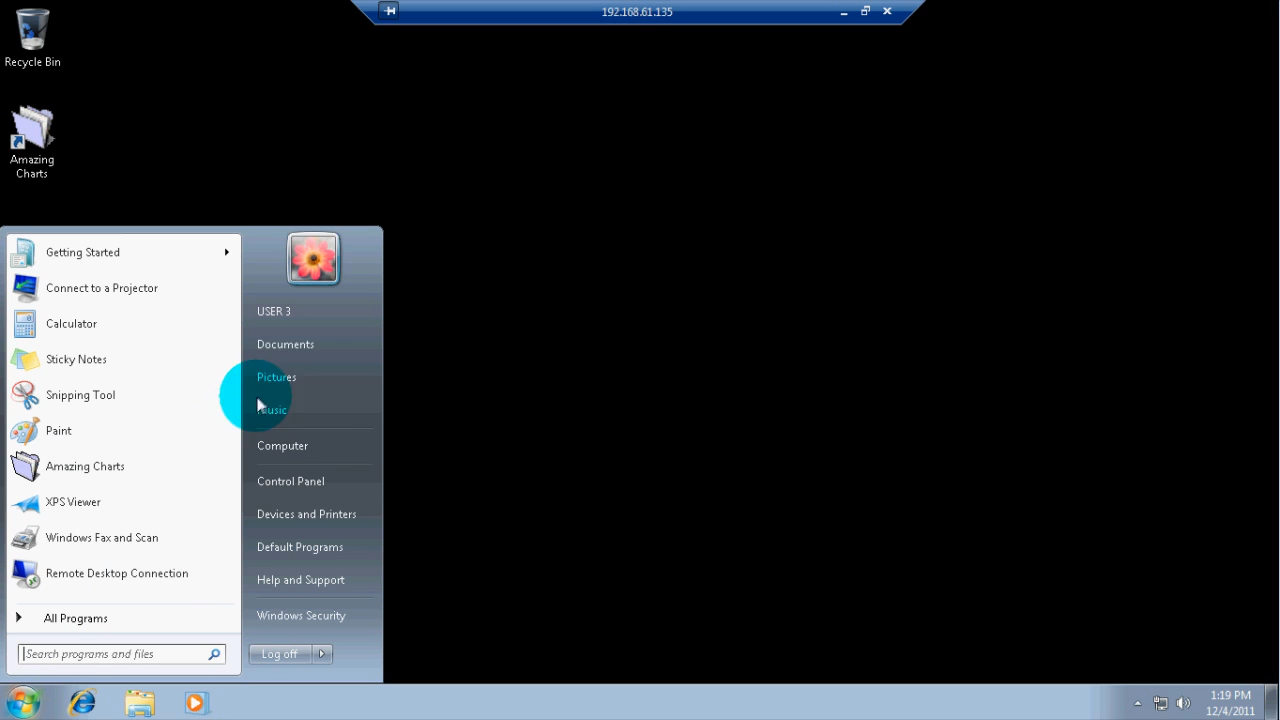 192.168.61.135
Recycle Bin
Amazing
Charts
Getting Started
Connect to a Projector
Calculator
Sticky Notes
Snipping Tool
Paint
Amazing Charts
XPS Viewer
Windows Fax and Scan
Remote Desktop Connection
All Programs
Search programs and files
USER 3
Documents
Pictures
Music
Computer
Control Panel
Devices and Printers
Default Programs
Help and Support
Windows Security
Log off
1:19 PM
12/4/2011